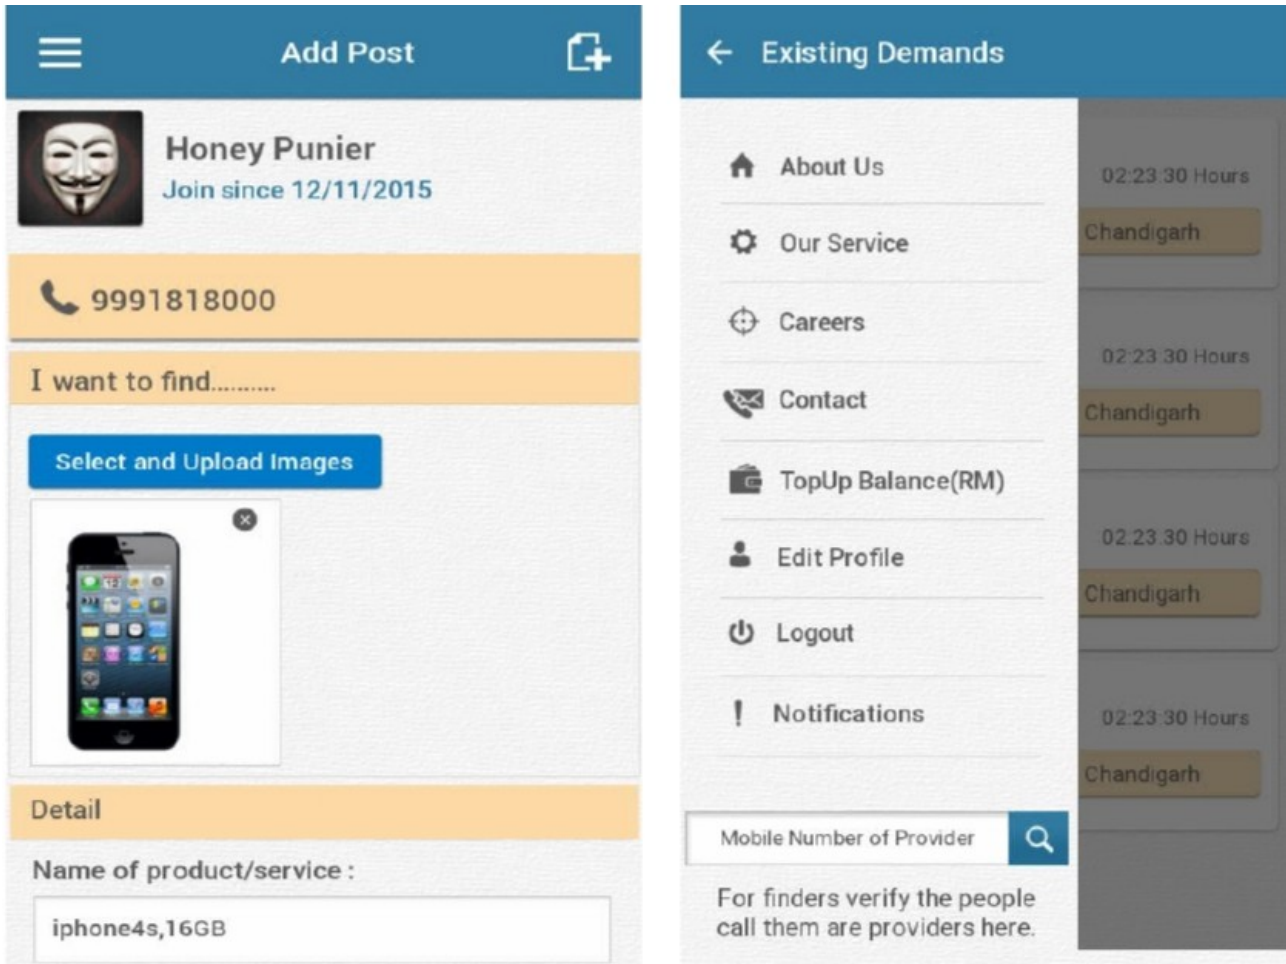 Add Post
Honey Punier
Join since 12/11/2015
9991818000
I want to find..........
Select and Upload Images
Detail
Name of product/service :
iphone4s,16GB
Existing Demands
About Us
Our Service
Careers
Contact
TopUp Balance(RM)
Edit Profile
Logout
Notifications
Mobile Number of Provider
For finders verify the people
call them are providers here.
02:23:30 Hours
Chandigarh
02:23:30 Hours
Chandigarh
02:23:30 Hours
Chandigarh
02:23:30 Hours
Chandigarh